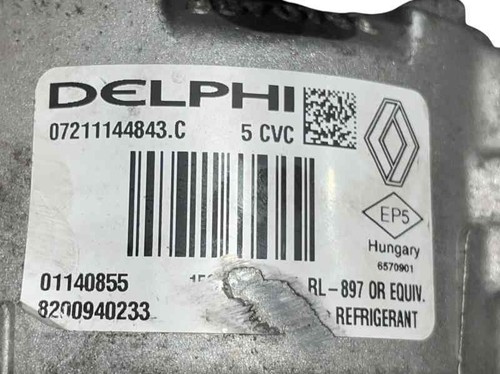 DELPHI
07211144843.C 5 CVC
EP5
Hungary
6570901
01140855 RL-897 OR EQUIV.
8200940233 REFRIGERANT